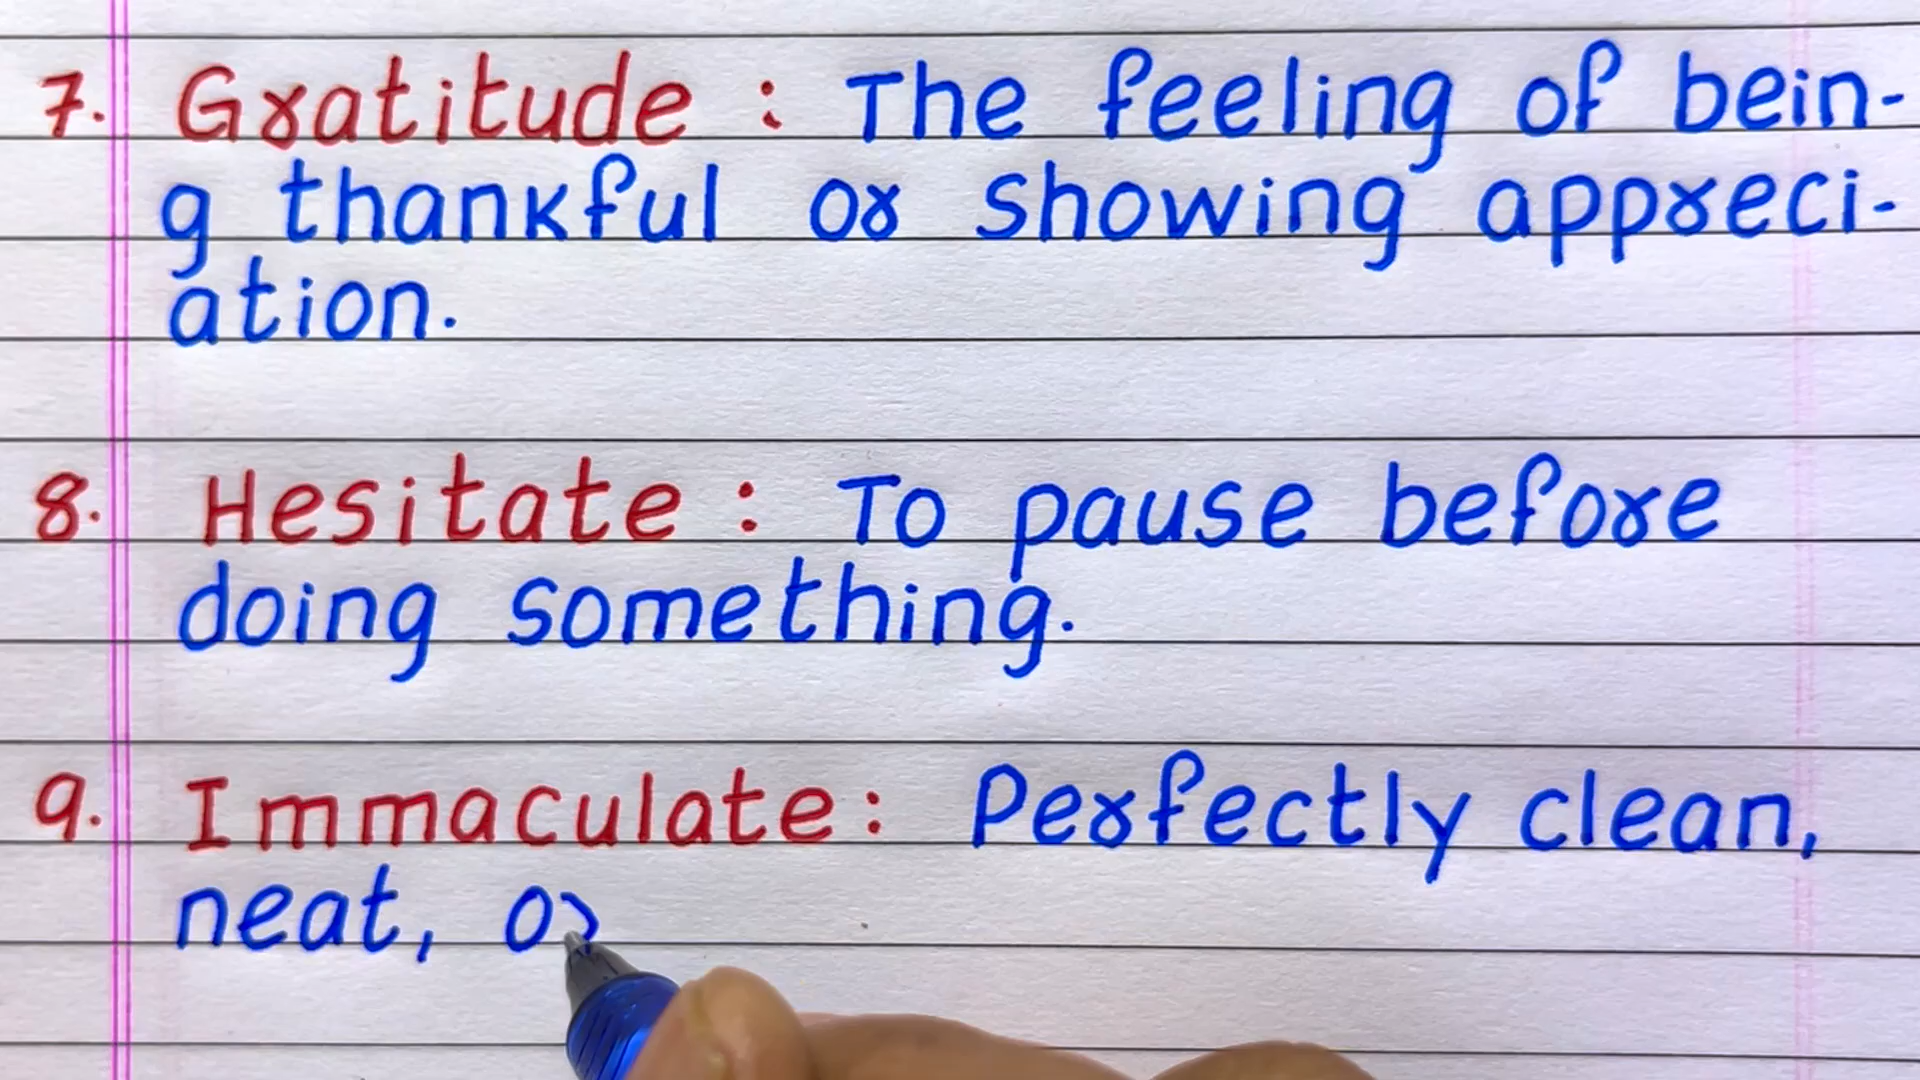 7. Gratitude : The feeling of bein-
g thankful or showing appreci-
ation.
8. Hesitate : To pause before
doing something.
9. Immaculate : Perfectly clean,
neat, or